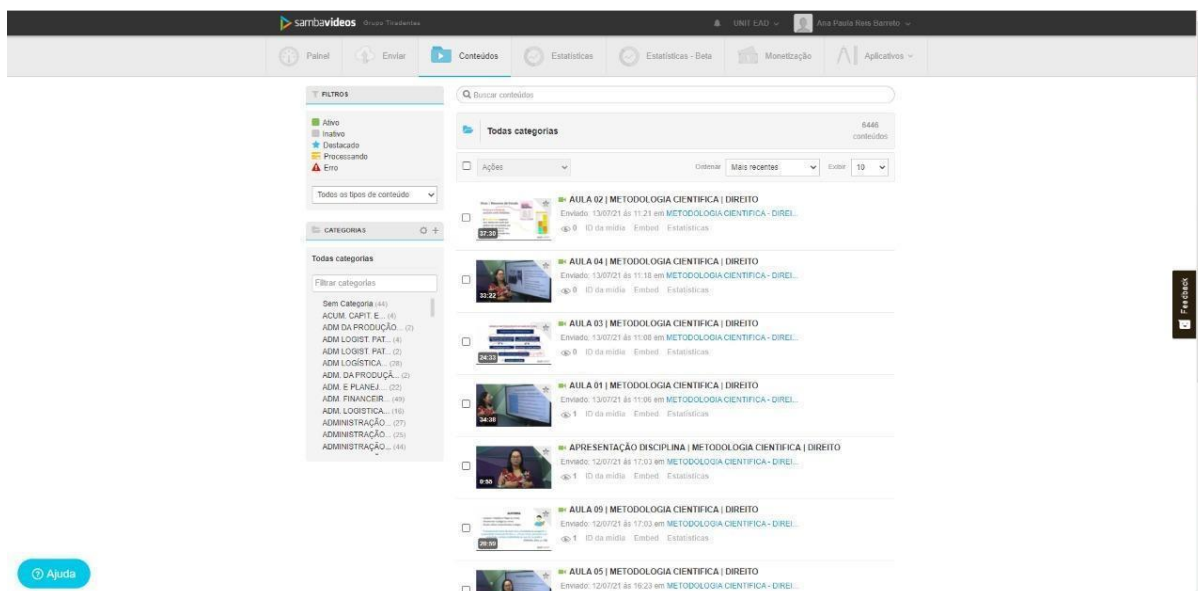 sambavideos Grupo Tiradentes
UNIT EAD
Ana Paula Reis Barreto
Painel
Enviar
Conteúdos
Estatísticas
Estatísticas - Beta
Monetização
Aplicativos
FILTROS
Ativo
Inativo
Destacado
Processando
Erro
Todos os tipos de conteúdo
CATEGORIAS
Todas categorias
Filtrar categorias
Sem Categoria (44)
ACUM. CAPIT. E... (4)
ADM DA PRODUÇÃO... (2)
ADM LOGIST. PAT... (4)
ADM LOGIST. PAT... (2)
ADM LOGÍSTICA... (28)
ADM. DA PRODUÇÃ... (2)
ADM. E PLANEJ.... (22)
ADM. FINANCEIR... (49)
ADM. LOGISTICA... (16)
ADMINISTRAÇÃO... (27)
ADMINISTRAÇÃO... (25)
ADMINISTRAÇÃO... (44)
Buscar conteúdos
Todas categorias
6446
conteúdos
Ações
Ordenar Mais recentes
Exibir 10
37:30
AULA 02 | METODOLOGIA CIENTIFICA | DIREITO
Enviado: 13/07/21 às 11:21 em METODOLOGIA CIENTIFICA - DIREI...
0 ID da mídia Embed Estatísticas
33:22
AULA 04 | METODOLOGIA CIENTIFICA | DIREITO
Enviado: 13/07/21 às 11:18 em METODOLOGIA CIENTIFICA - DIREI...
0 ID da mídia Embed Estatísticas
24:33
AULA 03 | METODOLOGIA CIENTIFICA | DIREITO
Enviado: 13/07/21 às 11:08 em METODOLOGIA CIENTIFICA - DIREI...
0 ID da mídia Embed Estatísticas
34:38
AULA 01 | METODOLOGIA CIENTIFICA | DIREITO
Enviado: 13/07/21 às 11:06 em METODOLOGIA CIENTIFICA - DIREI...
1 ID da mídia Embed Estatísticas
APRESENTAÇÃO DISCIPLINA | METODOLOGIA CIENTIFICA | DIREITO
Enviado: 12/07/21 às 17:03 em METODOLOGIA CIENTIFICA - DIREI...
1 ID da mídia Embed Estatísticas
AULA 09 | METODOLOGIA CIENTIFICA | DIREITO
Enviado: 12/07/21 às 17:03 em METODOLOGIA CIENTIFICA - DIREI...
1 ID da mídia Embed Estatísticas
AULA 05 | METODOLOGIA CIENTIFICA | DIREITO
Enviado: 12/07/21 às 16:23 em METODOLOGIA CIENTIFICA - DIREI...
Feedback
Ajuda